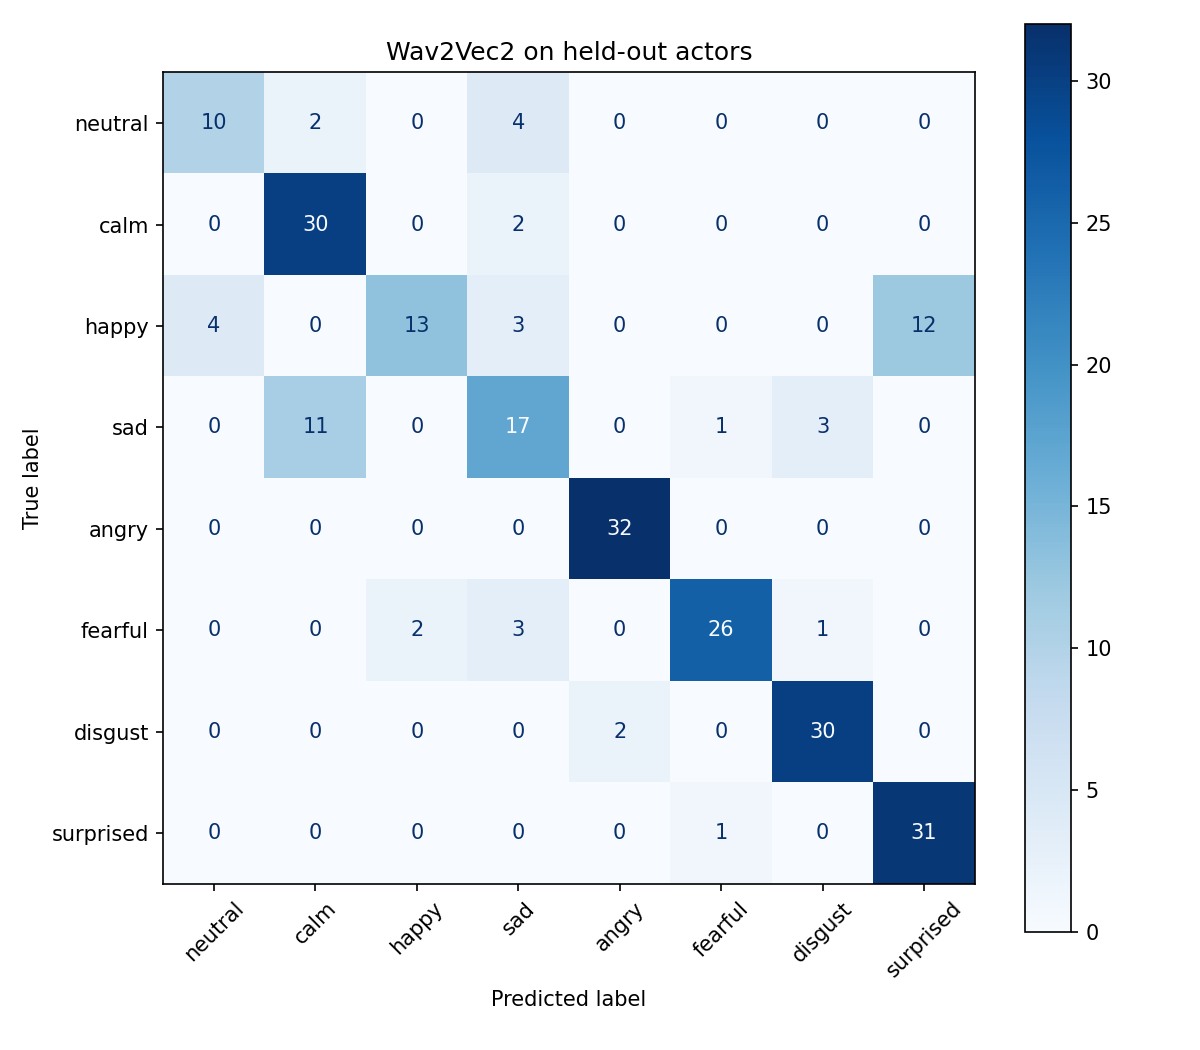 Wav2Vec2 on held-out actors
True label
neutral 10 2 0 4 0 0 0 0
calm 0 30 0 2 0 0 0 0
happy 4 0 13 3 0 0 0 12
sad 0 11 0 17 0 1 3 0
angry 0 0 0 0 32 0 0 0
fearful 0 0 2 3 0 26 1 0
disgust 0 0 0 0 2 0 30 0
surprised 0 0 0 0 0 1 0 31
neutral calm happy sad angry fearful disgust surprised
Predicted label
30
25
20
15
10
5
0